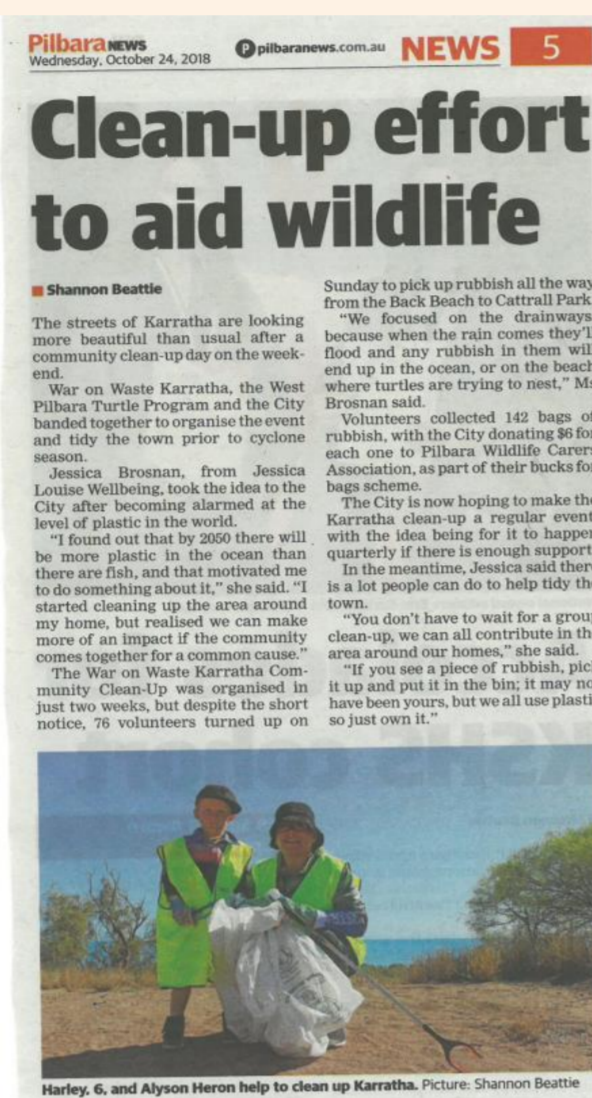 Pilbara NEWS
Wednesday, October 24, 2018
P pilbaranews.com.au
NEWS
5
Clean-up effort
to aid wildlife
Shannon Beattie
The streets of Karratha are looking
more beautiful than usual after a
community clean-up day on the week-
end.
War on Waste Karratha, the West
Pilbara Turtle Program and the City
banded together to organise the event
and tidy the town prior to cyclone
season.
Jessica Brosnan, from Jessica
Louise Wellbeing, took the idea to the
City after becoming alarmed at the
level of plastic in the world.
"I found out that by 2050 there will
be more plastic in the ocean than
there are fish, and that motivated me
to do something about it," she said. "I
started cleaning up the area around
my home, but realised we can make
more of an impact if the community
comes together for a common cause."
The War on Waste Karratha Com-
munity Clean-Up was organised in
just two weeks, but despite the short
notice, 76 volunteers turned up on
Sunday to pick up rubbish all the way
from the Back Beach to Cattrall Park
"We focused on the drainways
because when the rain comes they'l
flood and any rubbish in them wil
end up in the ocean, or on the beach
where turtles are trying to nest," Ms
Brosnan said.
Volunteers collected 142 bags of
rubbish, with the City donating $6 for
each one to Pilbara Wildlife Carers
Association, as part of their bucks for
bags scheme.
The City is now hoping to make the
Karratha clean-up a regular event
with the idea being for it to happen
quarterly if there is enough support
In the meantime, Jessica said there
is a lot people can do to help tidy the
town.
"You don't have to wait for a group
clean-up, we can all contribute in th
area around our homes," she said.
"If you see a piece of rubbish, pic
it up and put it in the bin; it may no
have been yours, but we all use plasti
so just own it."
Harley, 6, and Alyson Heron help to clean up Karratha. Picture: Shannon Beattie